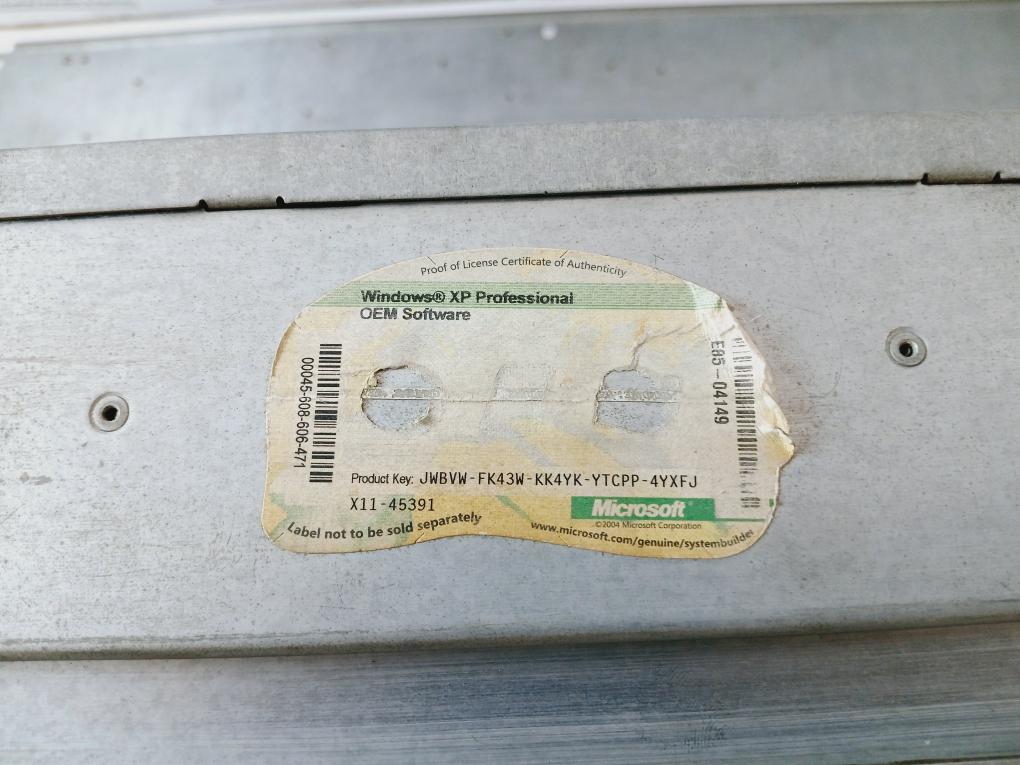 Proof of License Certificate of Authenticity
Windows® XP Professional
OEM Software
00045-608-606-471
E85-04149
Product Key: JWBVW-FK43W-KK4YK-YTCPP-4YXFJ
X11-45391
Microsoft®
©2004 Microsoft Corporation
Label not to be sold separately
www.microsoft.com/genuine/systembuilder